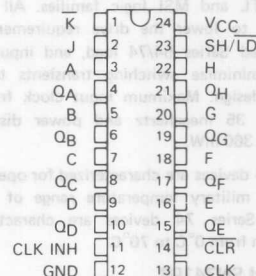 K 1 24 VCC
J 2 23 SH/L̅D̅
A 3 22 H
QA 4 21 QH
B 5 20 G
QB 6 19 QG
C 7 18 F
QC 8 17 QF
D 9 16 E
QD 10 15 QE
CLK INH 11 14 C̅L̅R̅
GND 12 13 CLK